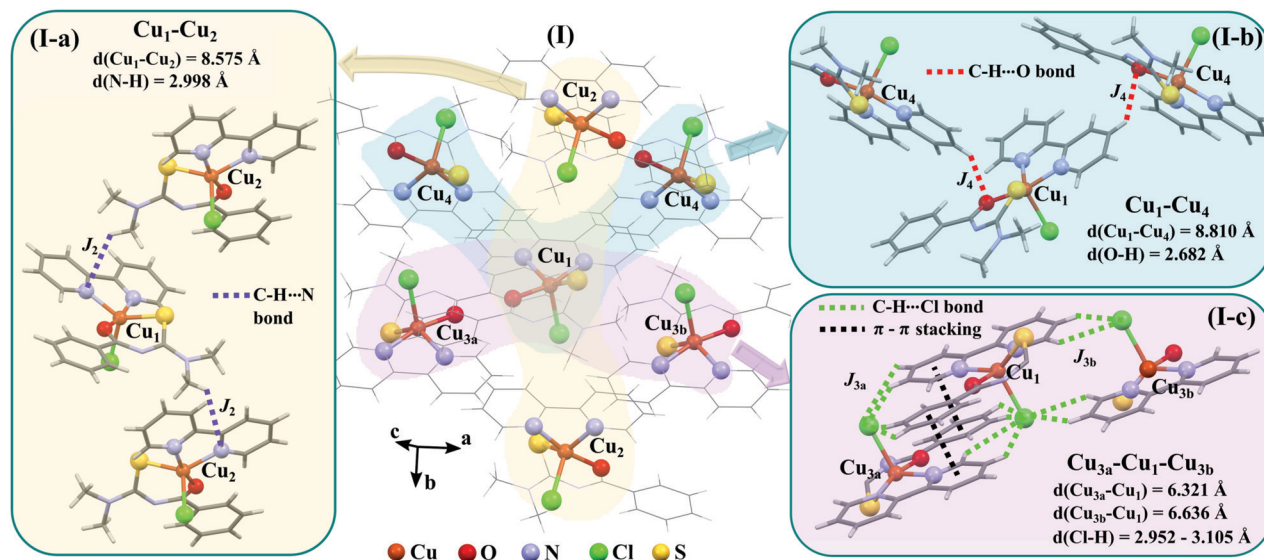 (I-a)
Cu₁-Cu₂
d(Cu₁-Cu₂) = 8.575 Å
d(N-H) = 2.998 Å
Cu₂
J₂
C-H···N
bond
Cu₁
J₂
Cu₂
(I)
Cu₂
Cu₄
Cu₄
Cu₁
Cu₃ₐ
Cu₃b
c
a
b
Cu₂
Cu
O
N
Cl
S
(I-b)
C-H···O bond
Cu₄
Cu₄
J₄
J₄
Cu₁
Cu₁-Cu₄
d(Cu₁-Cu₄) = 8.810 Å
d(O-H) = 2.682 Å
C-H···Cl bond
(I-c)
π - π stacking
J₃ₐ
Cu₁
J₃b
Cu₃b
Cu₃ₐ
Cu₃ₐ-Cu₁-Cu₃b
d(Cu₃ₐ-Cu₁) = 6.321 Å
d(Cu₃b-Cu₁) = 6.636 Å
d(Cl-H) = 2.952 - 3.105 Å